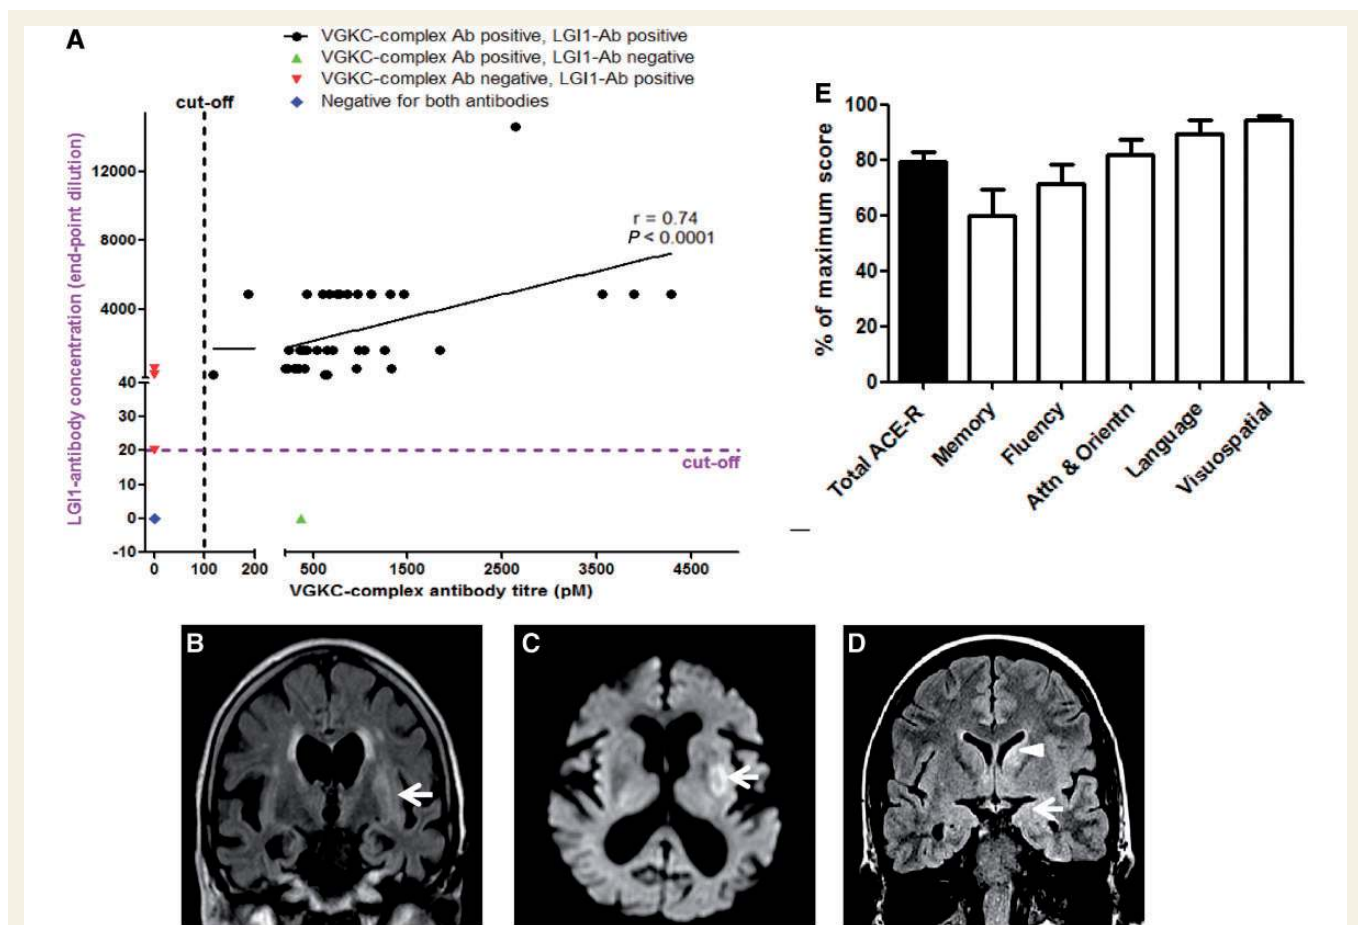 A
VGKC-complex Ab positive, LGI1-Ab positive
VGKC-complex Ab positive, LGI1-Ab negative
VGKC-complex Ab negative, LGI1-Ab positive
Negative for both antibodies
cut-off
LGI1-antibody concentration (end-point dilution)
12000
8000
4000
40
30
20
10
0
-10
r = 0.74
P < 0.0001
cut-off
0 100 200 500 1500 2500 3500 4500
VGKC-complex antibody titre (pM)
E
% of maximum score
100
80
60
40
20
0
Total ACE-R
Memory
Fluency
Attn & Orientn
Language
Visuospatial
B
C
D